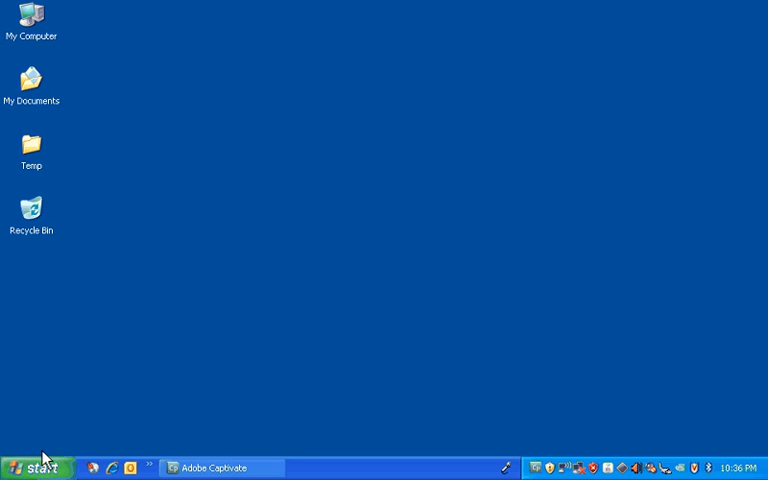 My Computer
My Documents
Temp
Recycle Bin
start
Adobe Captivate
10:36 PM